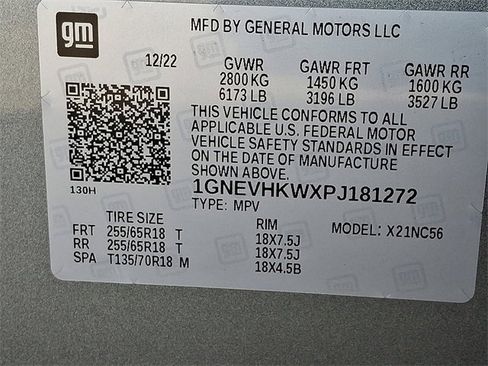 gm
MFD BY GENERAL MOTORS LLC
12/22 GVWR GAWR FRT GAWR RR
2800 KG 1450 KG 1600 KG
6173 LB 3196 LB 3527 LB
THIS VEHICLE CONFORMS TO ALL
APPLICABLE U.S. FEDERAL MOTOR
VEHICLE SAFETY STANDARDS IN EFFECT
ON THE DATE OF MANUFACTURE
SHOWN ABOVE.
130H
1GNEVHKWXPJ181272
TYPE: MPV
TIRE SIZE RIM MODEL: X21NC56
FRT 255/65R18 T 18X7.5J
RR 255/65R18 T 18X7.5J
SPA T135/70R18 M 18X4.5B